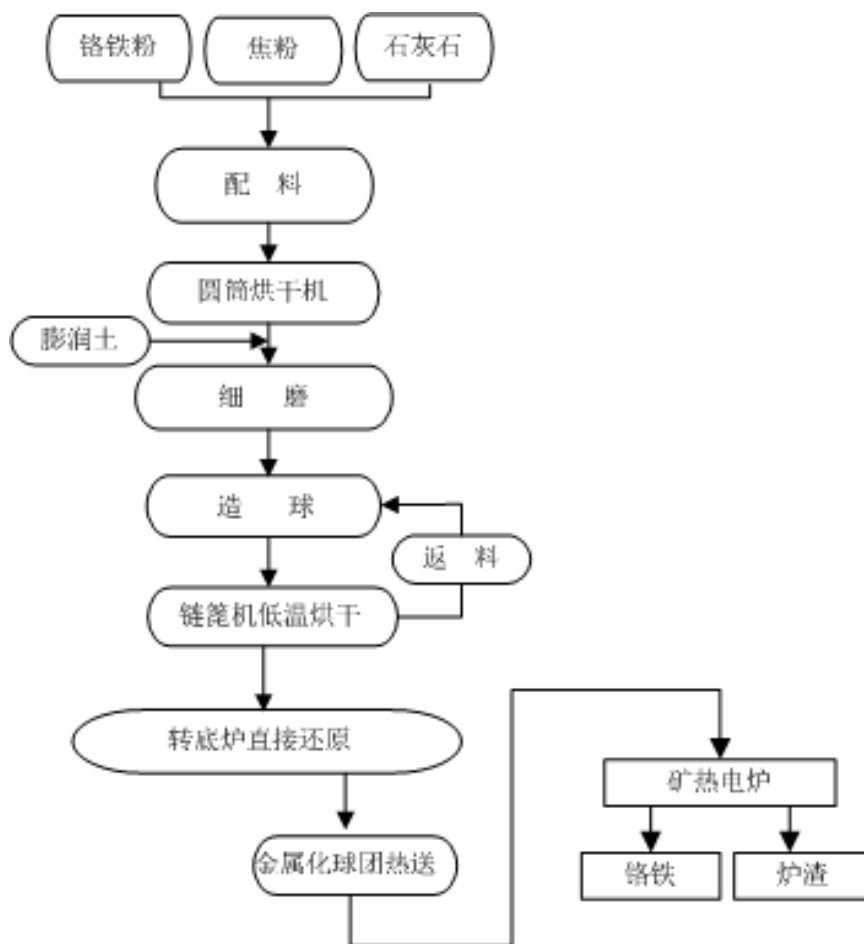 铬铁粉
焦粉
石灰石
配 料
圆筒烘干机
膨润土
细 磨
造 球
返 料
链篦机低温烘干
转底炉直接还原
矿热电炉
金属化球团热送
铬铁
炉渣